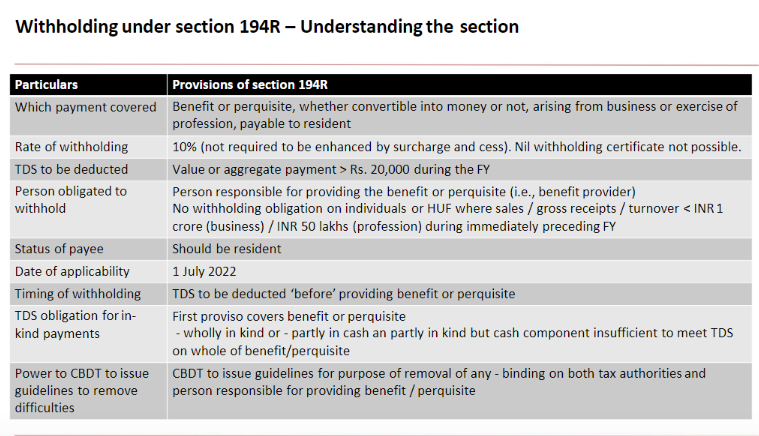 Withholding under section 194R – Understanding the section
Particulars Provisions of section 194R
Which payment covered Benefit or perquisite, whether convertible into money or not, arising from business or exercise of
profession, payable to resident
Rate of withholding 10% (not required to be enhanced by surcharge and cess). Nil withholding certificate not possible.
TDS to be deducted Value or aggregate payment > Rs. 20,000 during the FY
Person obligated to Person responsible for providing the benefit or perquisite (i.e., benefit provider)
withhold No withholding obligation on individuals or HUF where sales / gross receipts / turnover < INR 1
crore (business) / INR 50 lakhs (profession) during immediately preceding FY
Status of payee Should be resident
Date of applicability 1 July 2022
Timing of withholding TDS to be deducted ‘before’ providing benefit or perquisite
TDS obligation for in- First proviso covers benefit or perquisite
kind payments - wholly in kind or - partly in cash an partly in kind but cash component insufficient to meet TDS
on whole of benefit/perquisite
Power to CBDT to issue CBDT to issue guidelines for purpose of removal of any - binding on both tax authorities and
guidelines to remove person responsible for providing benefit / perquisite
difficulties